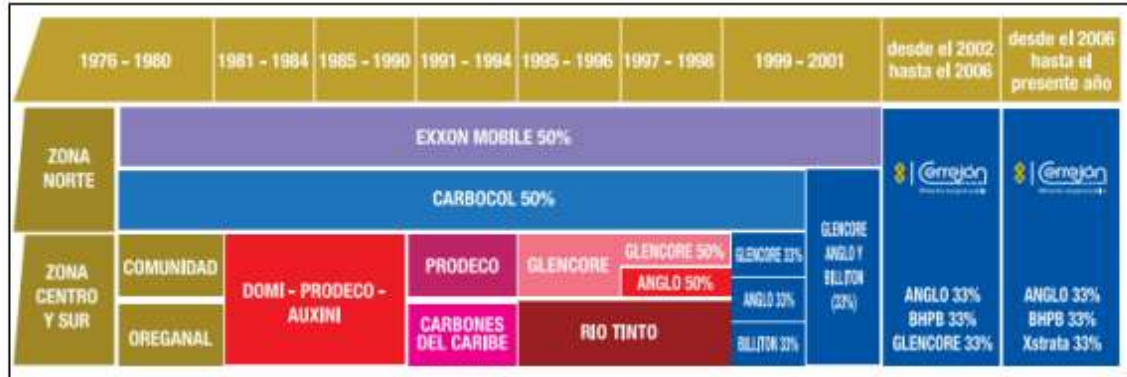 1976 - 1980
1981 - 1984
1985 - 1990
1991 - 1994
1995 - 1996
1997 - 1998
1999 - 2001
desde el 2002
hasta el 2006
desde el 2006
hasta el
presente año
ZONA
NORTE
EXXON MOBILE 50%
CARBOCOL 50%
Cerrejón
Cerrejón
ZONA
CENTRO
Y SUR
COMUNIDAD
OREGANAL
DOMI - PRODECO -
AUXINI
PRODECO
CARBONES
DEL CARIBE
GLENCORE
GLENCORE 50%
ANGLO 50%
RIO TINTO
GLENCORE 33%
ANGLO 33%
BILLITON 33%
GLENCORE
ANGLO Y
BILLITON
(33%)
ANGLO 33%
BHPB 33%
GLENCORE 33%
ANGLO 33%
BHPB 33%
Xstrata 33%